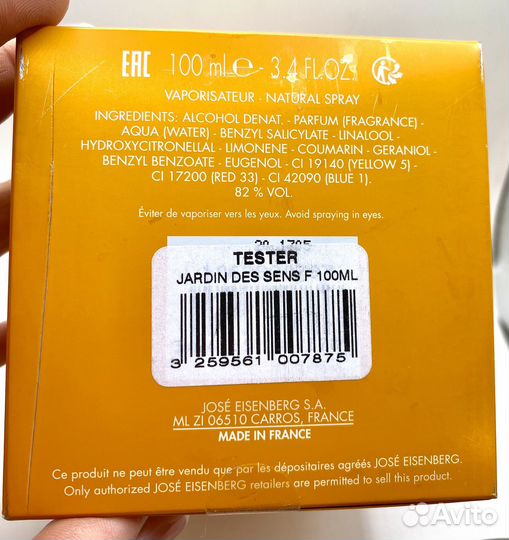 EAC 100 ml ℮ - 3.4 FL.OZ.
VAPORISATEUR - NATURAL SPRAY
INGREDIENTS: ALCOHOL DENAT. - PARFUM (FRAGRANCE) -
AQUA (WATER) - BENZYL SALICYLATE - LINALOOL -
HYDROXYCITRONELLAL - LIMONENE - COUMARIN - GERANIOL -
BENZYL BENZOATE - EUGENOL - CI 19140 (YELLOW 5) -
CI 17200 (RED 33) - CI 42090 (BLUE 1).
82 % VOL.
Éviter de vaporiser vers les yeux. Avoid spraying in eyes.
TESTER
JARDIN DES SENS F 100ML
3 259561 007875
JOSÉ EISENBERG S.A.
ML ZI 06510 CARROS, FRANCE
MADE IN FRANCE
Ce produit ne peut être vendu que par les dépositaires agréés JOSÉ EISENBERG.
Only authorized JOSÉ EISENBERG retailers are permitted to sell this product.
Avito